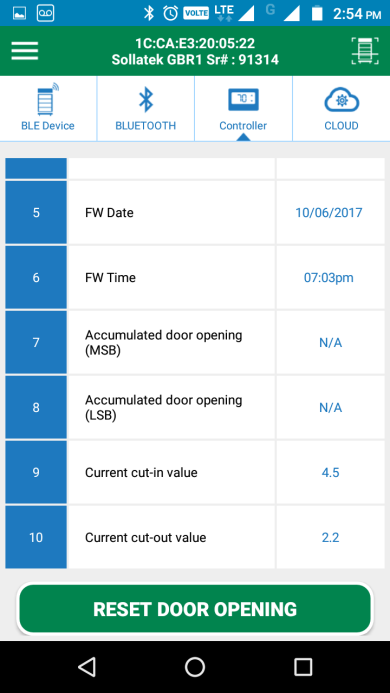 VOLTE LTE G 2:54 PM
1C:CA:E3:20:05:22
Sollatek GBR1 Sr# : 91314
BLE Device BLUETOOTH Controller CLOUD
5 FW Date 10/06/2017
6 FW Time 07:03pm
7 Accumulated door opening
(MSB) N/A
8 Accumulated door opening
(LSB) N/A
9 Current cut-in value 4.5
10 Current cut-out value 2.2
RESET DOOR OPENING